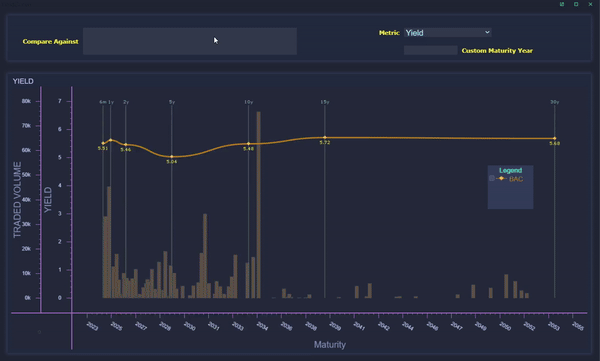 Compare Against
Metric Yield
Custom Maturity Year
YIELD
80k 7 6m 1y 2y 5y 10y 15y 30y
70k 6
60k 5
50k 4
40k 3
30k
20k 2
10k 1
0k 0
5.51 5.46 5.04 5.48 5.72 5.68
TRADED VOLUME
YIELD
Legend
BAC
2023 2025 2027 2028 2030 2031 2033 2034 2036 2038 2039 2041 2042 2044 2046 2047 2049 2050 2052 2053 2055
Maturity